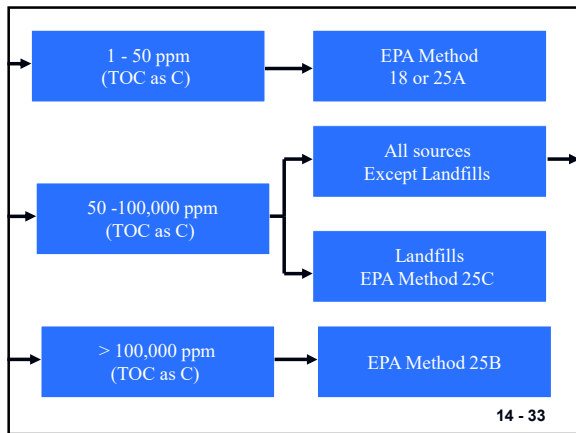 1 - 50 ppm
(TOC as C)
EPA Method
18 or 25A
All sources
Except Landfills
50 -100,000 ppm
(TOC as C)
Landfills
EPA Method 25C
> 100,000 ppm
(TOC as C)
EPA Method 25B
14 - 33